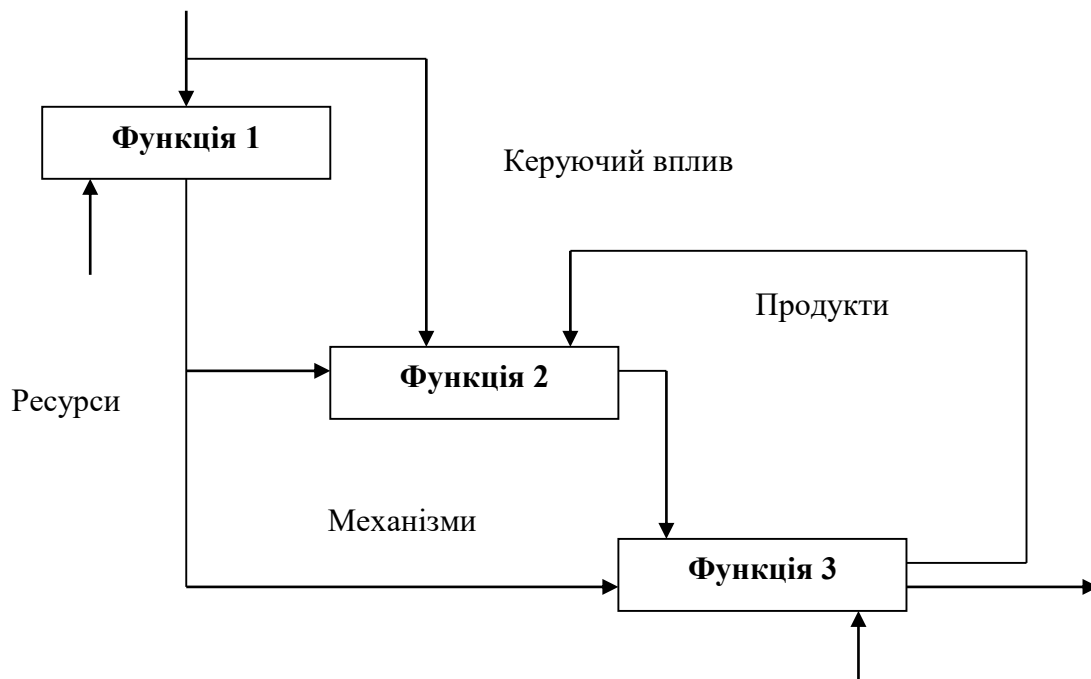 Функція 1
Керуючий вплив
Продукти
Функція 2
Ресурси
Механізми
Функція 3